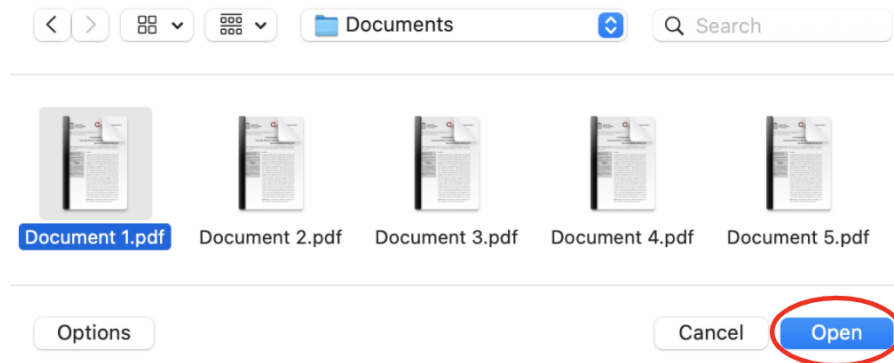 Documents
Search
Document 1.pdf
Document 2.pdf
Document 3.pdf
Document 4.pdf
Document 5.pdf
Options
Cancel
Open